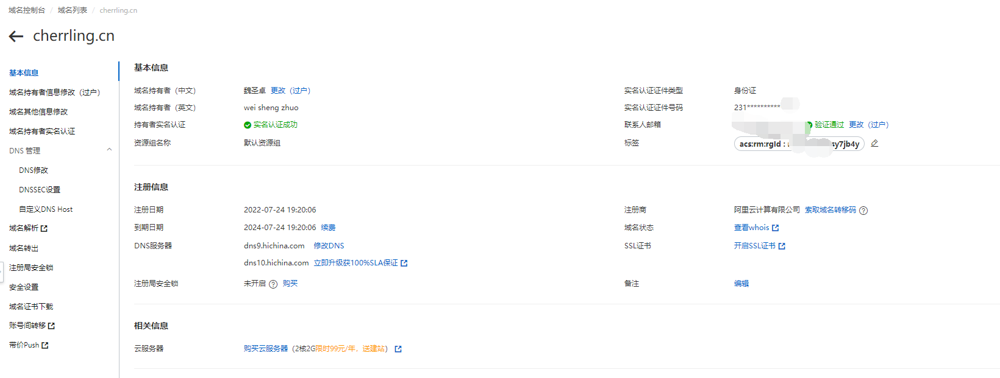 域名控制台 / 域名列表 / cherrling.cn
← cherrling.cn
基本信息
域名持有者信息修改（过户）
域名其他信息修改
域名持有者实名认证
DNS 管理
DNS修改
DNSSEC设置
自定义DNS Host
域名解析
域名转出
注册局安全锁
安全设置
域名证书下载
账号间转移
带价Push
基本信息
域名持有者（中文） 魏圣卓 更改（过户） 实名认证证件类型 身份证
域名持有者（英文） wei sheng zhuo 实名认证证件号码 231**********
持有者实名认证 实名认证成功 联系人邮箱 验证通过 更改（过户）
资源组名称 默认资源组 标签 acs:rm:rgId : sy7jb4y
注册信息
注册日期 2022-07-24 19:20:06 注册商 阿里云计算有限公司 索取域名转移码 ?
到期日期 2024-07-24 19:20:06 续费 域名状态 查看whois
DNS服务器 dns9.hichina.com 修改DNS SSL证书 开启SSL证书
dns10.hichina.com 立即升级获100%SLA保证
注册局安全锁 未开启 ? 购买 备注 编辑
相关信息
云服务器 购买云服务器（2核2G限时99元/年，送建站）